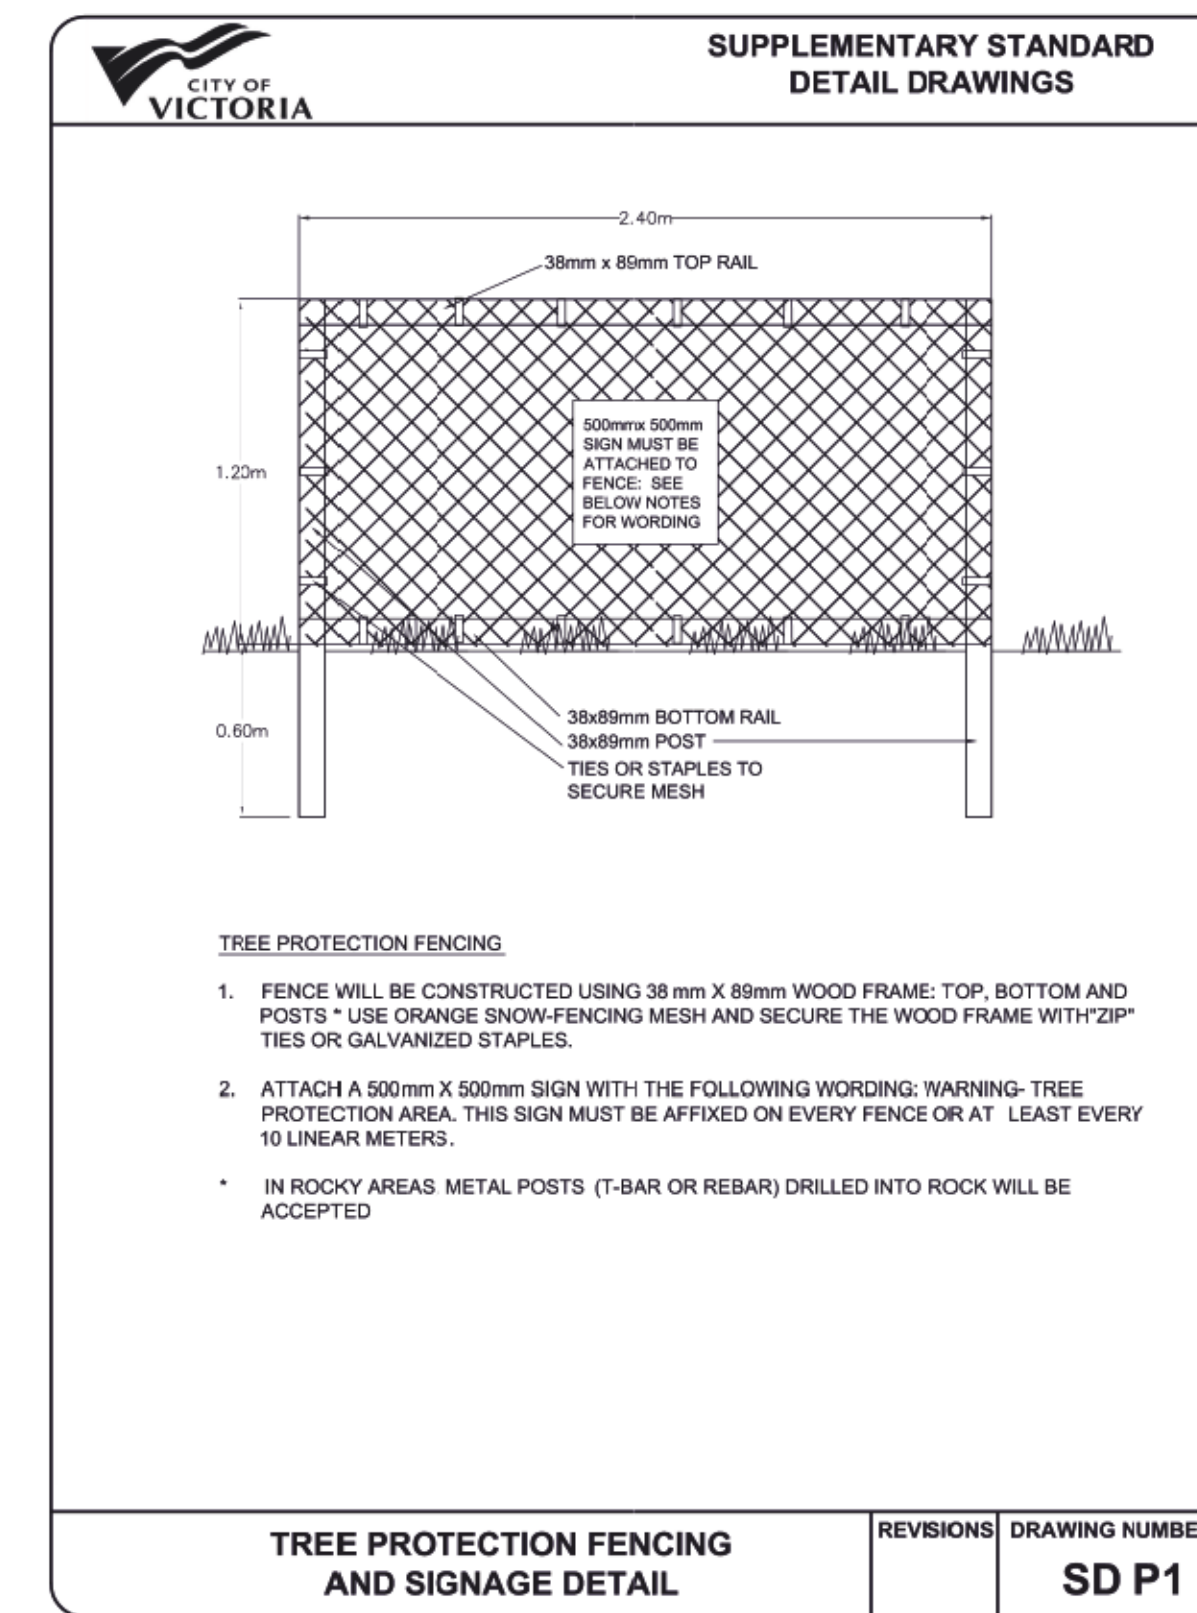 CITY OF
VICTORIA
SUPPLEMENTARY STANDARD
DETAIL DRAWINGS
2.40m
38mm x 89mm TOP RAIL
500mmx 500mm
SIGN MUST BE
ATTACHED TO
FENCE: SEE
BELOW NOTES
FOR WORDING
1.20m
0.60m
38x89mm BOTTOM RAIL
38x89mm POST
TIES OR STAPLES TO
SECURE MESH
TREE PROTECTION FENCING
1. FENCE WILL BE CONSTRUCTED USING 38 mm X 89mm WOOD FRAME: TOP, BOTTOM AND
POSTS * USE ORANGE SNOW-FENCING MESH AND SECURE THE WOOD FRAME WITH"ZIP"
TIES OR GALVANIZED STAPLES.
2. ATTACH A 500mm X 500mm SIGN WITH THE FOLLOWING WORDING: WARNING- TREE
PROTECTION AREA. THIS SIGN MUST BE AFFIXED ON EVERY FENCE OR AT LEAST EVERY
10 LINEAR METERS.
* IN ROCKY AREAS METAL POSTS (T-BAR OR REBAR) DRILLED INTO ROCK WILL BE
ACCEPTED
TREE PROTECTION FENCING
AND SIGNAGE DETAIL
REVISIONS
DRAWING NUMBE
SD P1